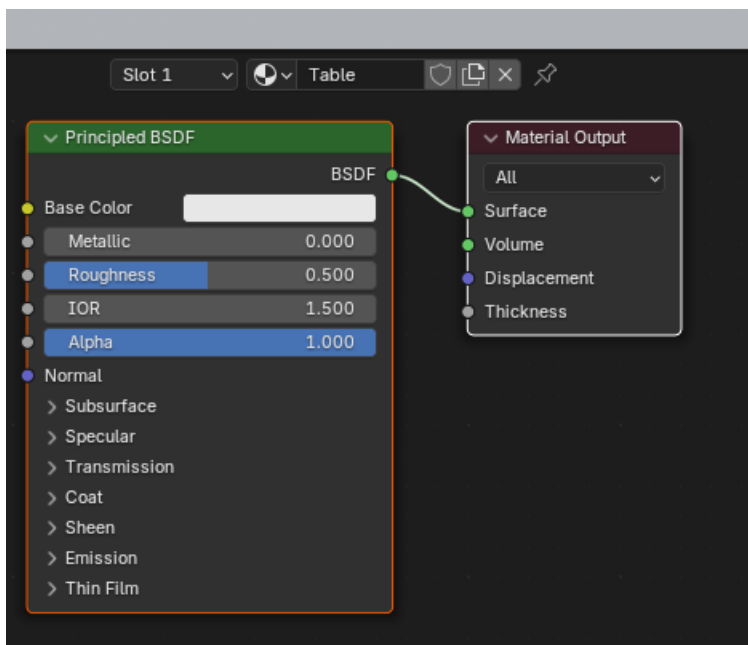 Slot 1
Table
Principled BSDF
BSDF
Base Color
Metallic 0.000
Roughness 0.500
IOR 1.500
Alpha 1.000
Normal
Subsurface
Specular
Transmission
Coat
Sheen
Emission
Thin Film
Material Output
All
Surface
Volume
Displacement
Thickness